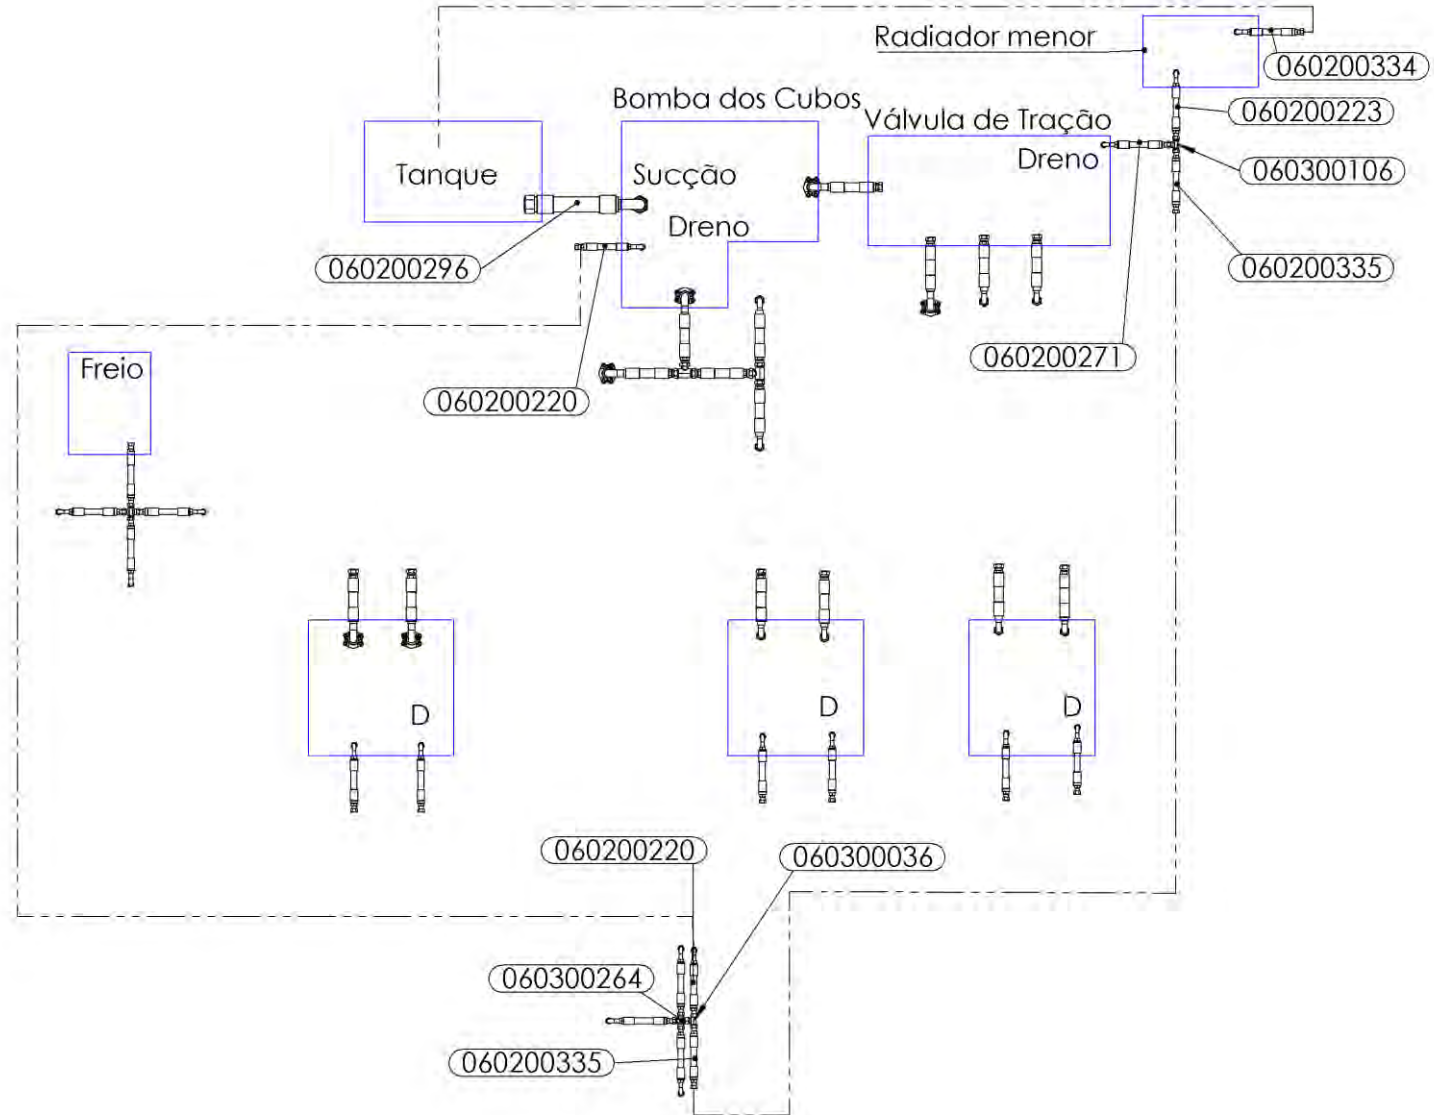 Radiador menor
060200334
Bomba dos Cubos
060200223
Válvula de Tração
Dreno
Tanque
Sucção
060300106
Dreno
060200296
060200335
060200271
Freio
060200220
D
D
D
060200220
060300036
060300264
060200335